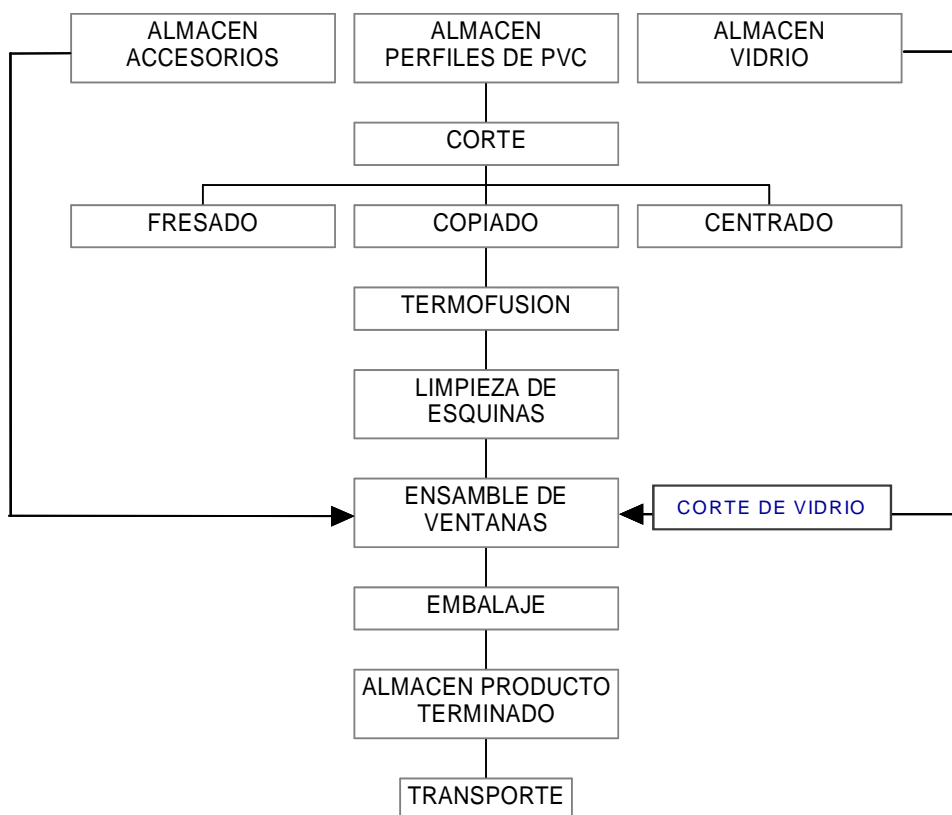 ALMACEN
ACCESORIOS
ALMACEN
PERFILES DE PVC
ALMACEN
VIDRIO
CORTE
FRESADO
COPIADO
CENTRADO
TERMOFUSION
LIMPIEZA DE
ESQUINAS
ENSAMBLE DE
VENTANAS
CORTE DE VIDRIO
EMBALAJE
ALMACEN PRODUCTO
TERMINADO
TRANSPORTE